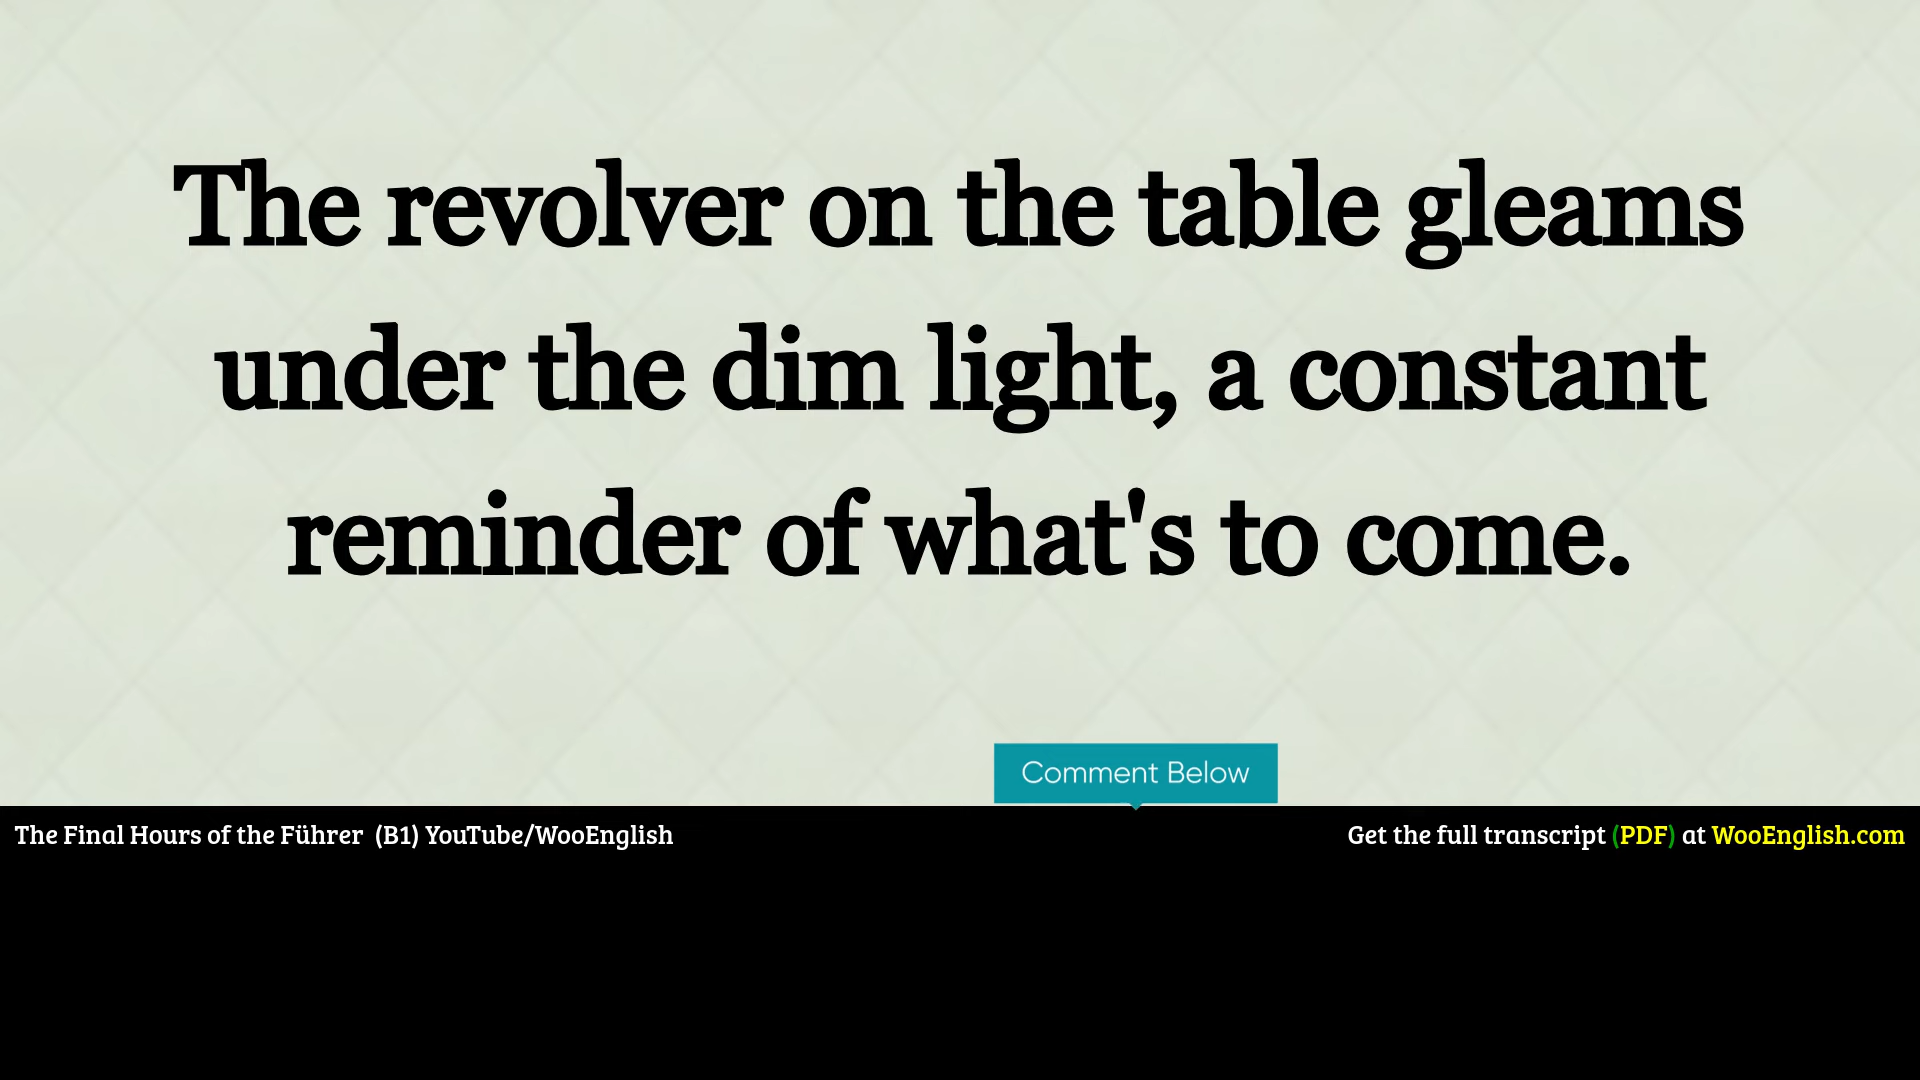 The revolver on the table gleams
under the dim light, a constant
reminder of what's to come.
Comment Below
The Final Hours of the Führer (B1) YouTube/WooEnglish
Get the full transcript (PDF) at WooEnglish.com